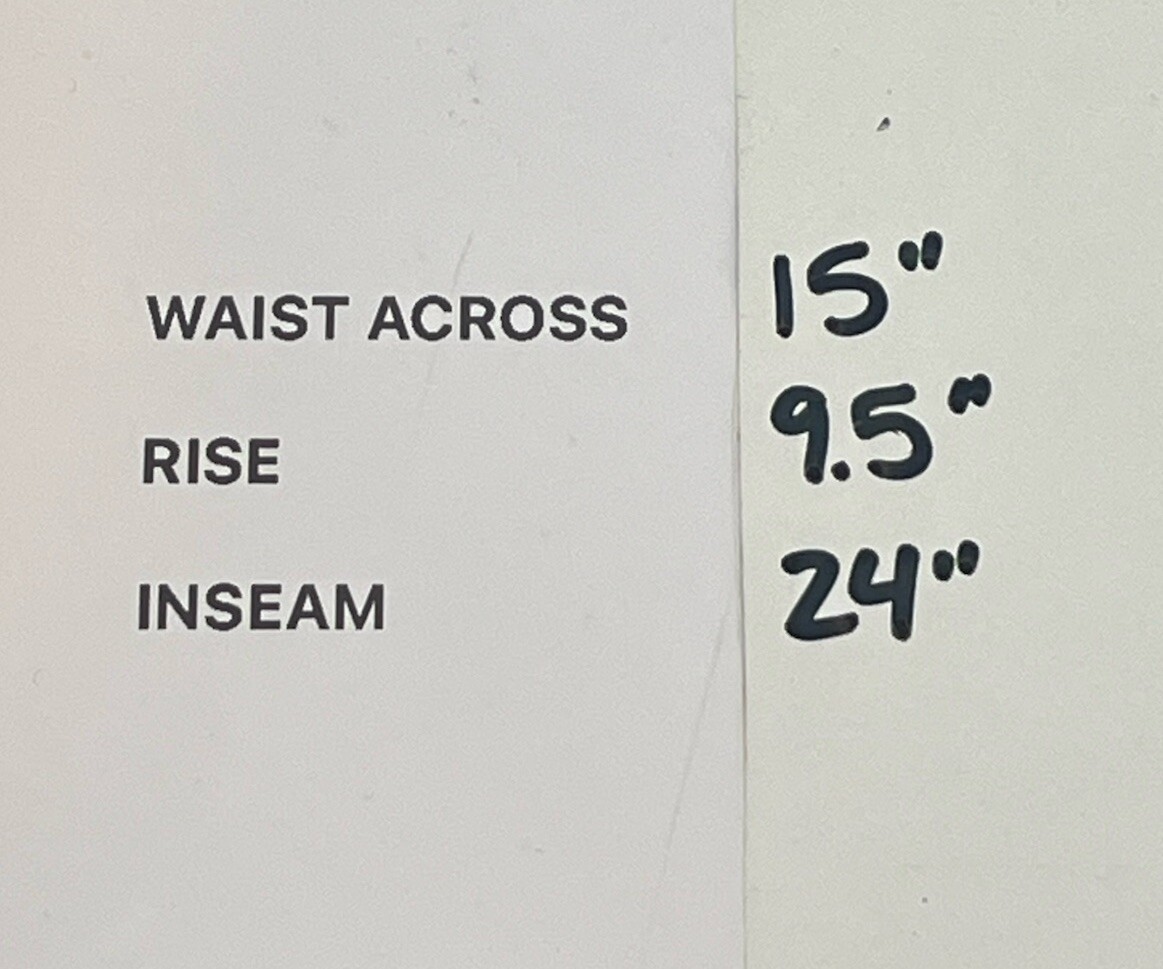 WAIST ACROSS 15"
RISE 9.5"
INSEAM 24"